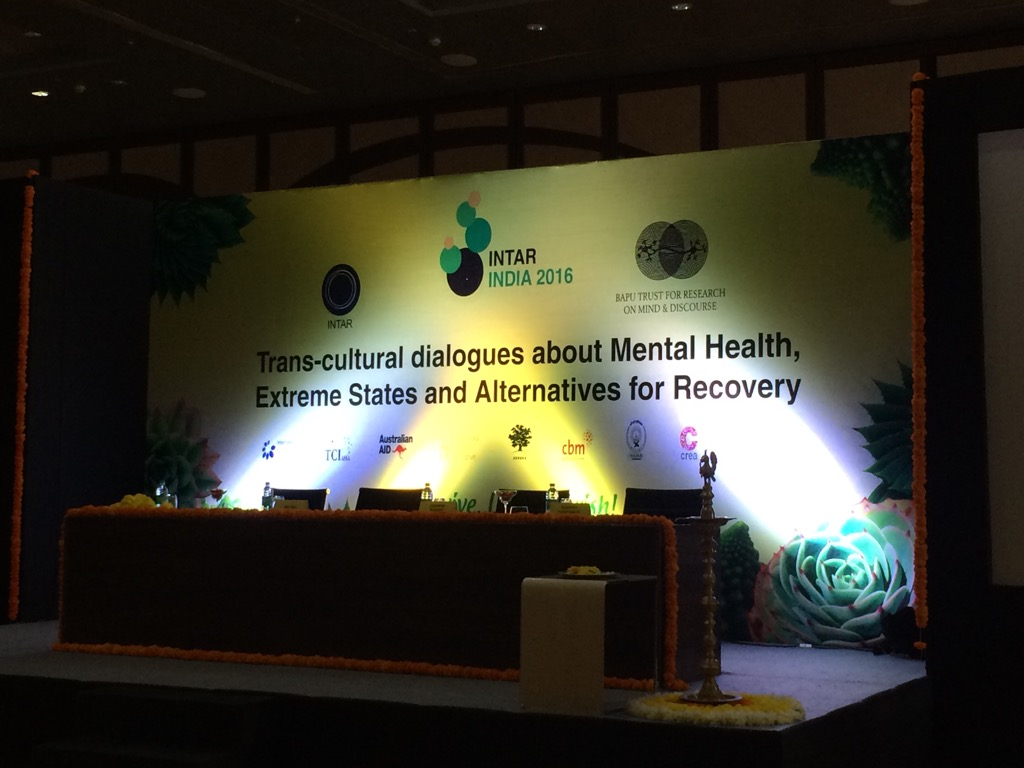 INTAR
INDIA 2016
INTAR
BAPU TRUST FOR RESEARCH
ON MIND & DISCOURSE
Trans-cultural dialogues about Mental Health,
Extreme States and Alternatives for Recovery
TCI
Australian
AID
cbm
crea